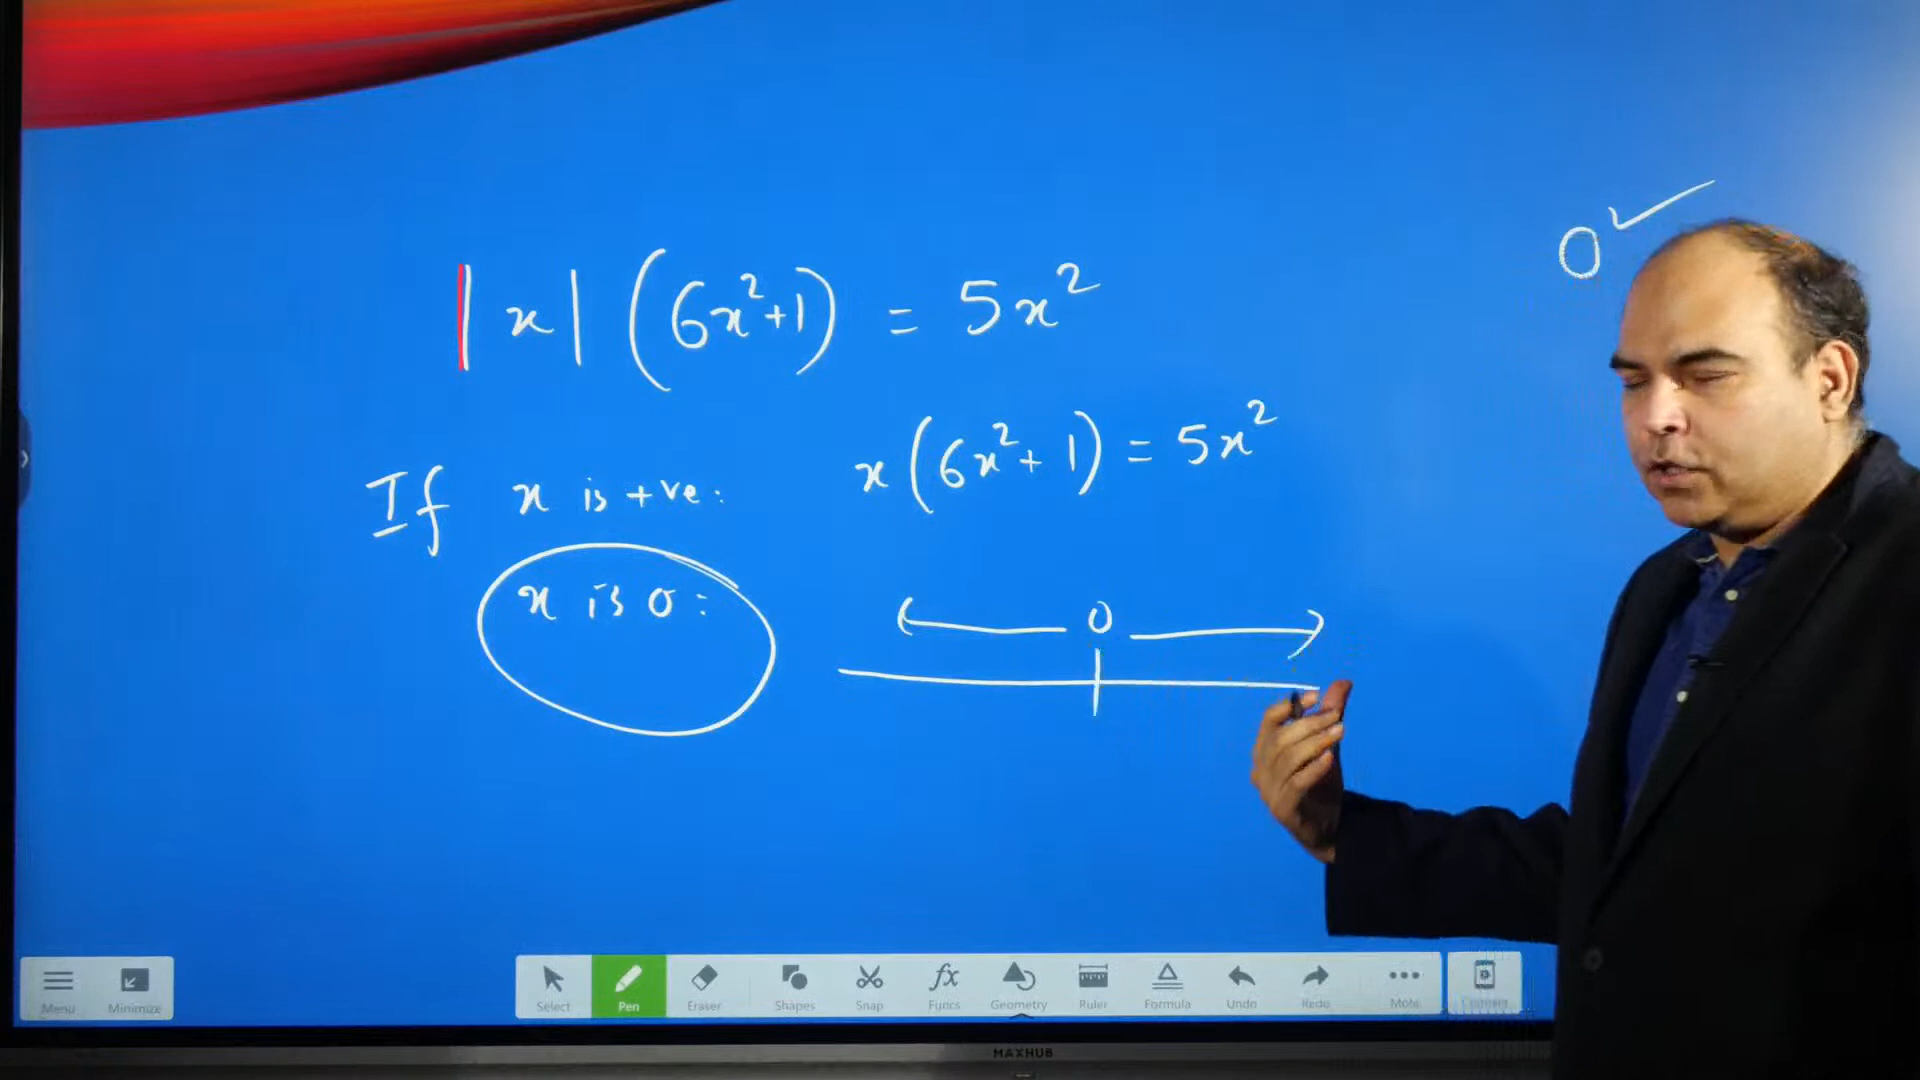 0 ✓
|x| (6x²+1) = 5x²
If x is +ve: x(6x²+1) = 5x²
x is 0:
0
Menu Minimize Select Pen Eraser Shapes Snap Funcs Geometry Ruler Formula Undo Redo More
MAXHUB